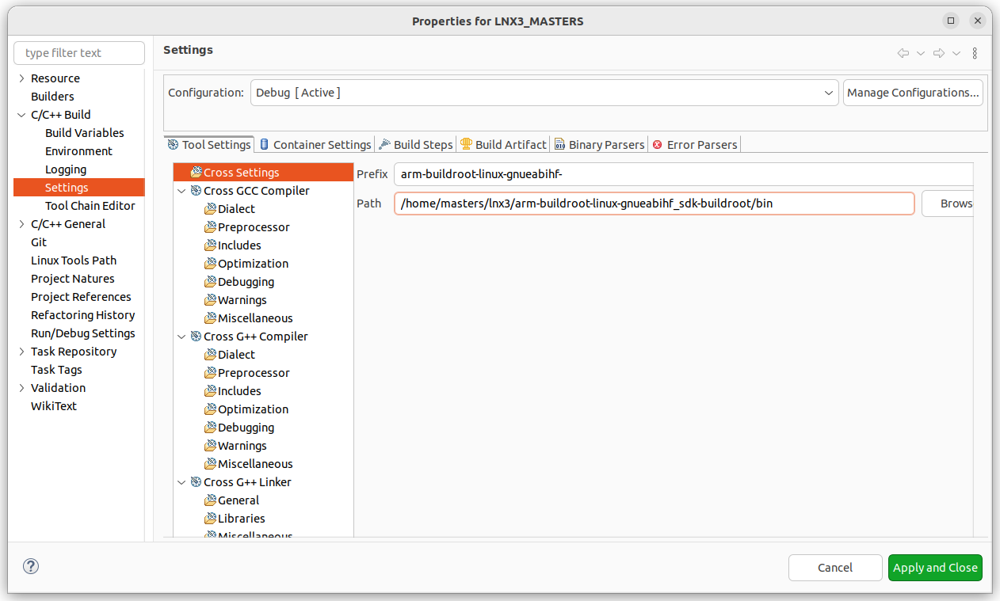 Properties for LNX3_MASTERS
type filter text
Resource
Builders
C/C++ Build
Build Variables
Environment
Logging
Settings
Tool Chain Editor
C/C++ General
Git
Linux Tools Path
Project Natures
Project References
Refactoring History
Run/Debug Settings
Task Repository
Task Tags
Validation
WikiText
Settings
Configuration: Debug [ Active ] Manage Configurations...
Tool Settings Container Settings Build Steps Build Artifact Binary Parsers Error Parsers
Cross Settings
Cross GCC Compiler
Dialect
Preprocessor
Includes
Optimization
Debugging
Warnings
Miscellaneous
Cross G++ Compiler
Dialect
Preprocessor
Includes
Optimization
Debugging
Warnings
Miscellaneous
Cross G++ Linker
General
Libraries
Miscellaneous
Prefix arm-buildroot-linux-gnueabihf-
Path /home/masters/lnx3/arm-buildroot-linux-gnueabihf_sdk-buildroot/bin Brows
Cancel Apply and Close